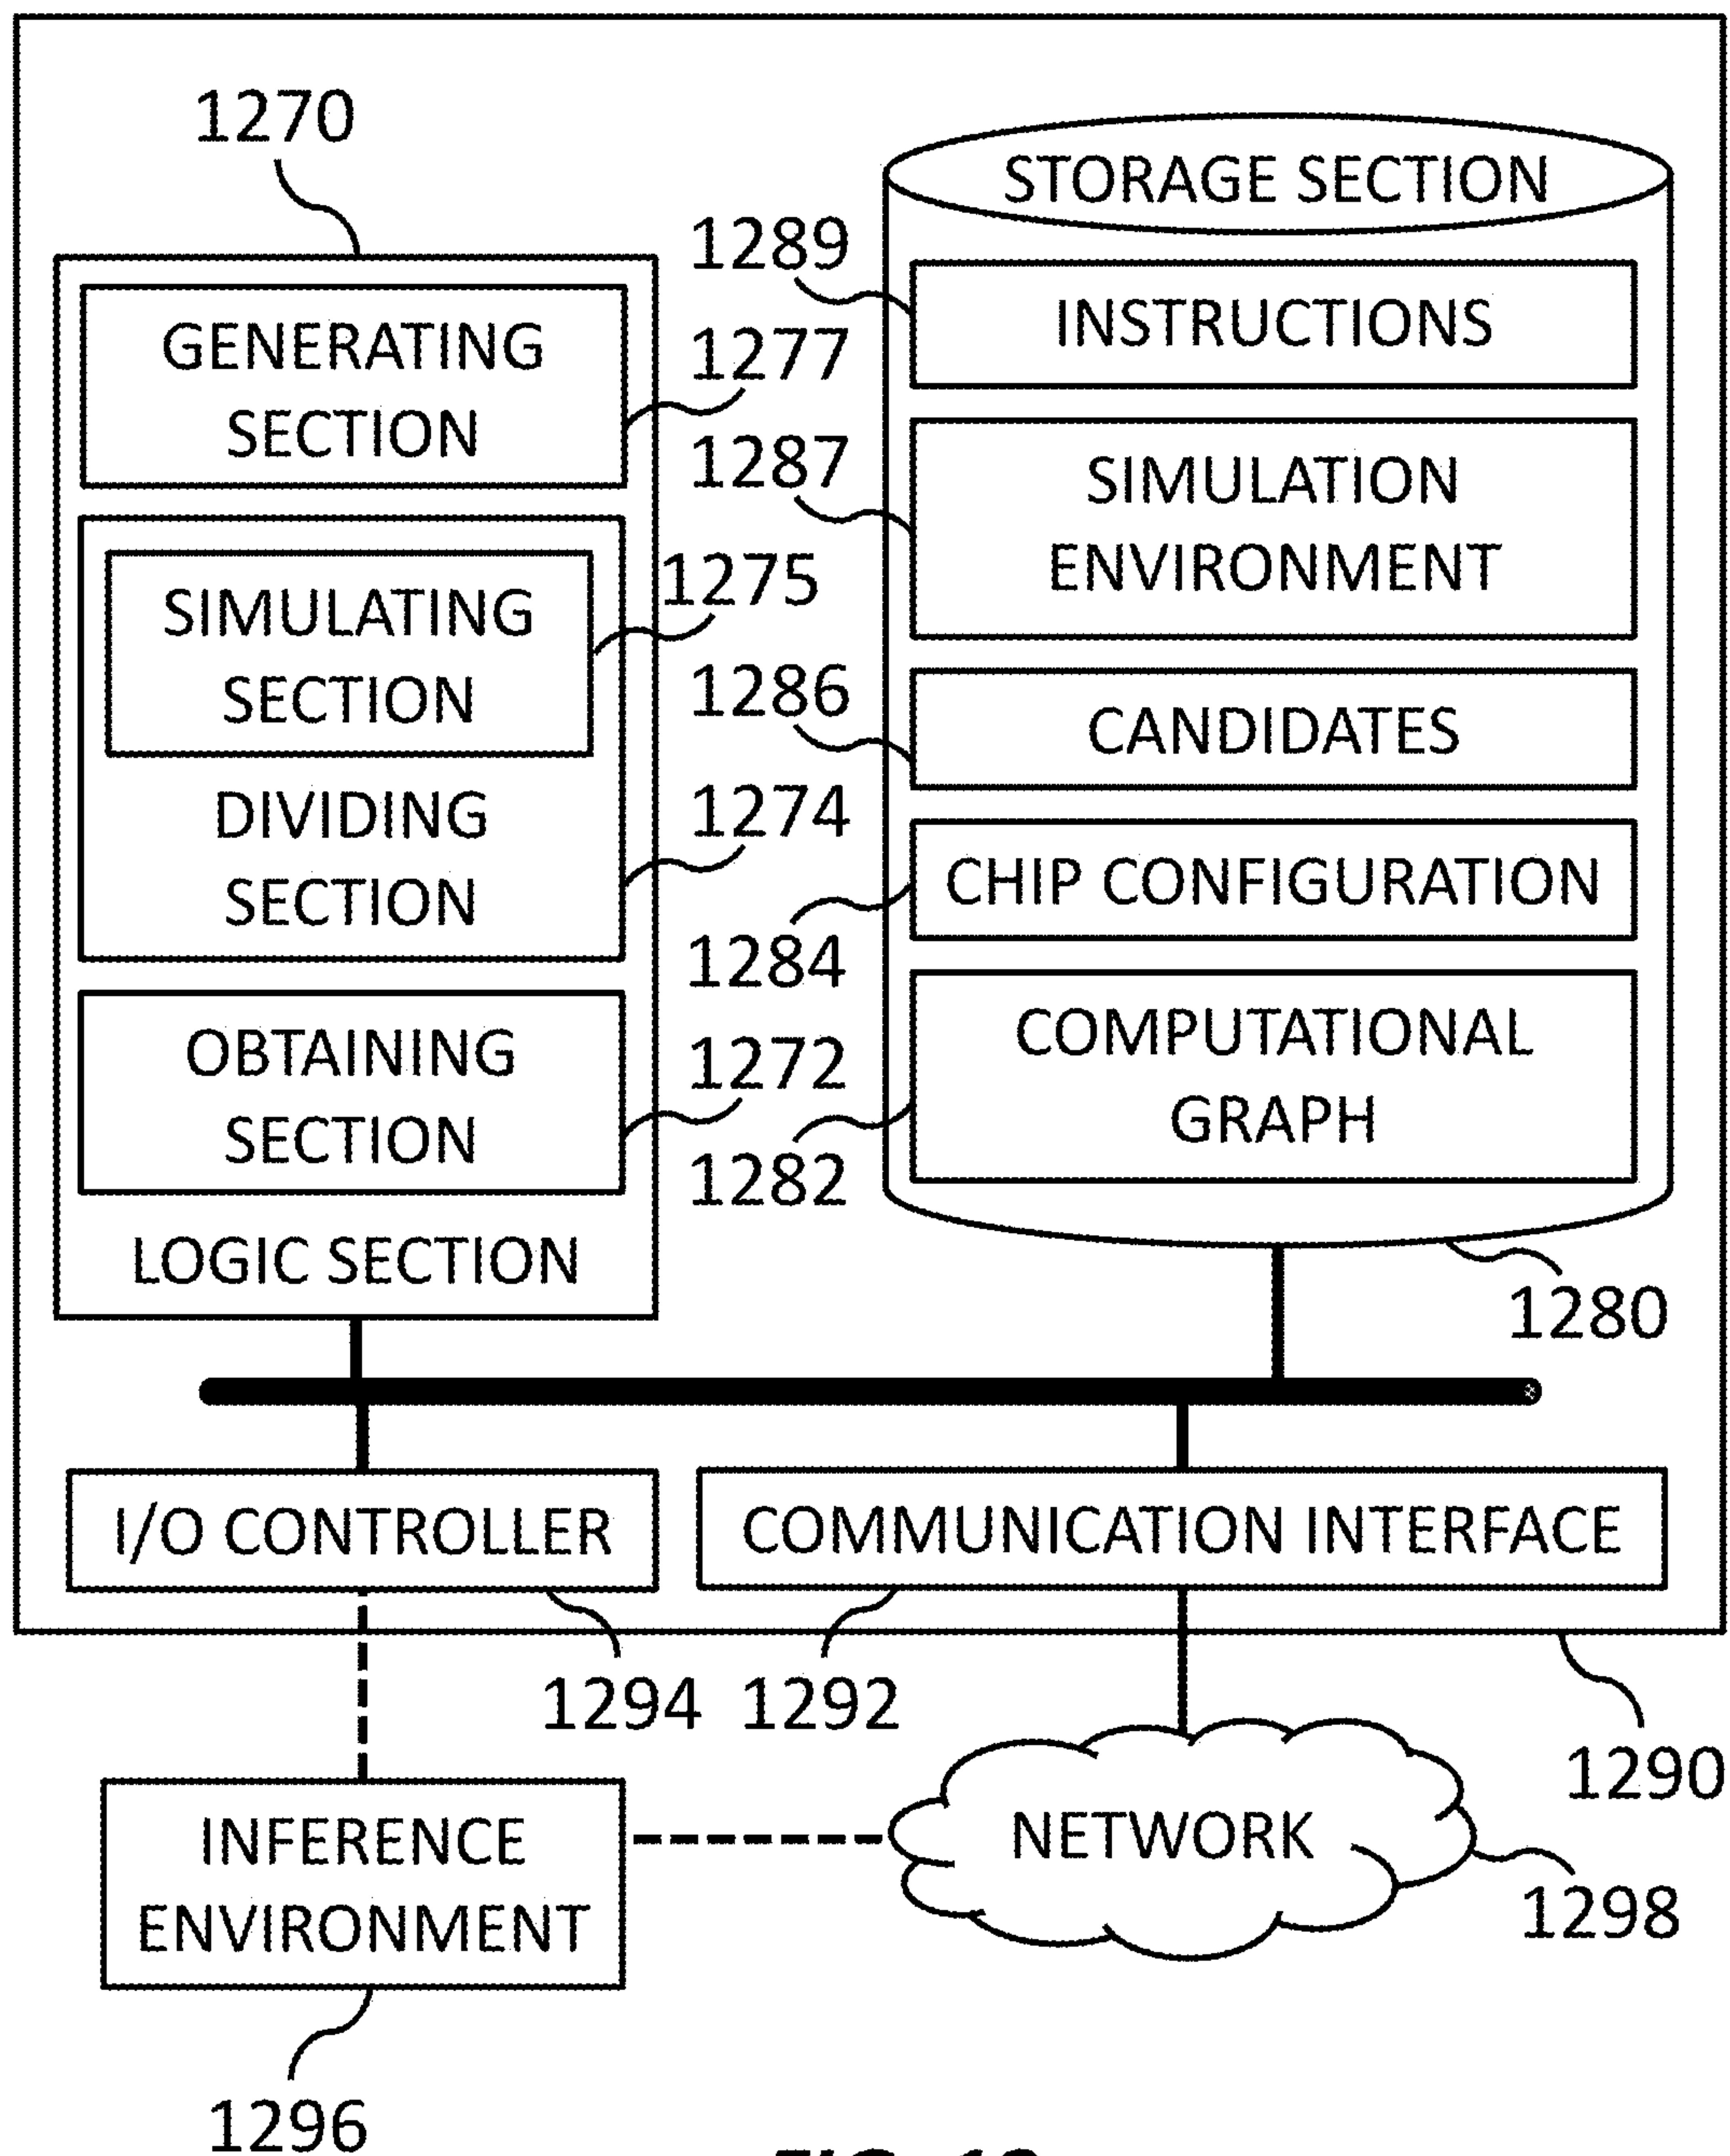 1270
STORAGE SECTION
1289
INSTRUCTIONS
GENERATING
SECTION
1277
1287
SIMULATION
ENVIRONMENT
1275
SIMULATING
SECTION
1286
CANDIDATES
1274
DIVIDING
SECTION
CHIP CONFIGURATION
1284
OBTAINING
SECTION
1272
COMPUTATIONAL
GRAPH
1282
LOGIC SECTION
1280
I/O CONTROLLER
COMMUNICATION INTERFACE
1294
1292
1290
INFERENCE
ENVIRONMENT
NETWORK
1298
1296